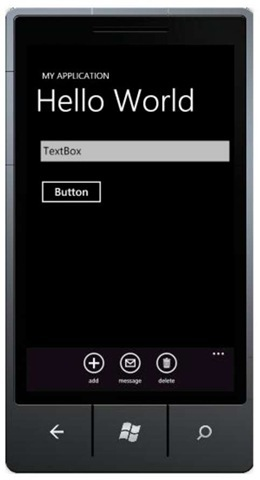 MY APPLICATION
Hello World
TextBox
Button
add message delete